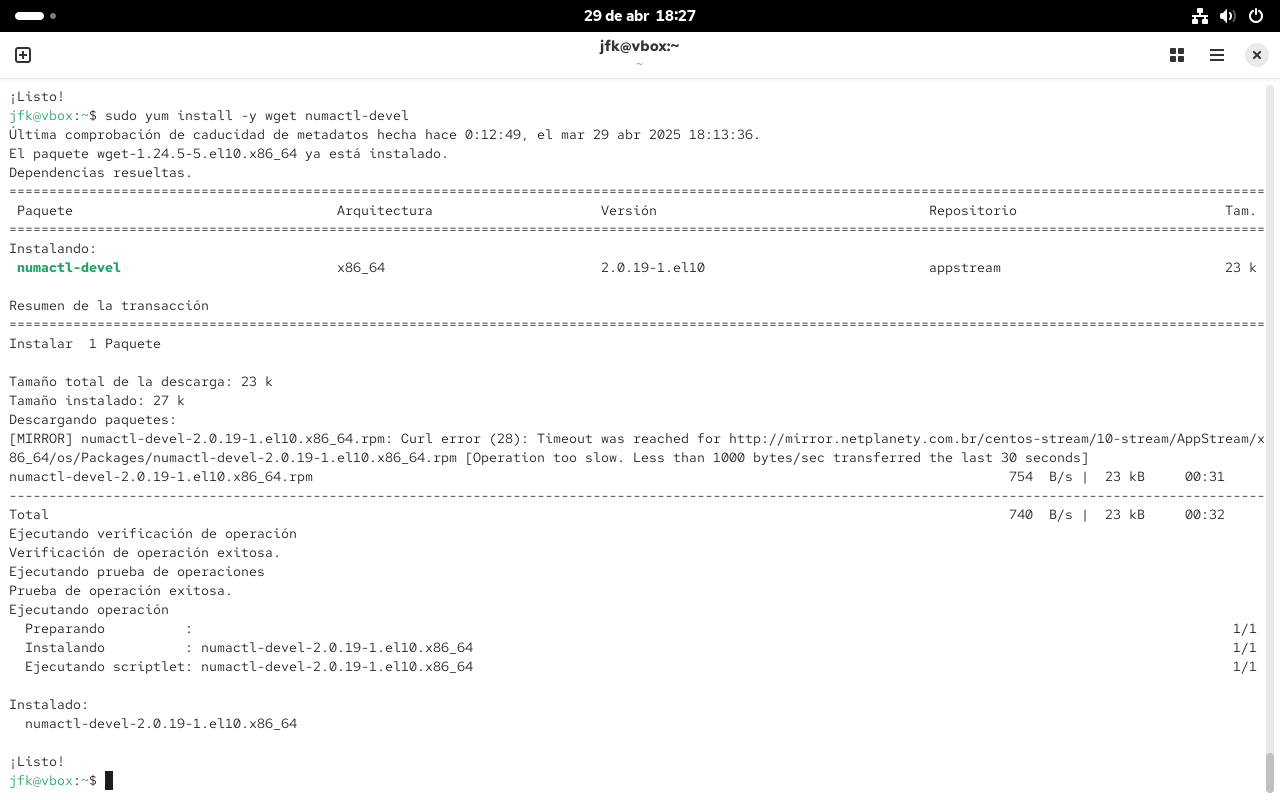 29 de abr 18:27
jfk@vbox:~
~
¡Listo!
jfk@vbox:~$ sudo yum install -y wget numactl-devel
Última comprobación de caducidad de metadatos hecha hace 0:12:49, el mar 29 abr 2025 18:13:36.
El paquete wget-1.24.5-5.el10.x86_64 ya está instalado.
Dependencias resueltas.
================================================================================
Paquete Arquitectura Versión Repositorio Tam.
================================================================================
Instalando:
numactl-devel x86_64 2.0.19-1.el10 appstream 23 k
Resumen de la transacción
================================================================================
Instalar  1 Paquete
Tamaño total de la descarga: 23 k
Tamaño instalado: 27 k
Descargando paquetes:
[MIRROR] numactl-devel-2.0.19-1.el10.x86_64.rpm: Curl error (28): Timeout was reached for http://mirror.netplanety.com.br/centos-stream/10-stream/AppStream/x
86_64/os/Packages/numactl-devel-2.0.19-1.el10.x86_64.rpm [Operation too slow. Less than 1000 bytes/sec transferred the last 30 seconds]
numactl-devel-2.0.19-1.el10.x86_64.rpm 754  B/s |  23 kB     00:31
--------------------------------------------------------------------------------
Total 740  B/s |  23 kB     00:32
Ejecutando verificación de operación
Verificación de operación exitosa.
Ejecutando prueba de operaciones
Prueba de operación exitosa.
Ejecutando operación
Preparando          : 1/1
Instalando          : numactl-devel-2.0.19-1.el10.x86_64 1/1
Ejecutando scriptlet: numactl-devel-2.0.19-1.el10.x86_64 1/1
Instalado:
numactl-devel-2.0.19-1.el10.x86_64
¡Listo!
jfk@vbox:~$